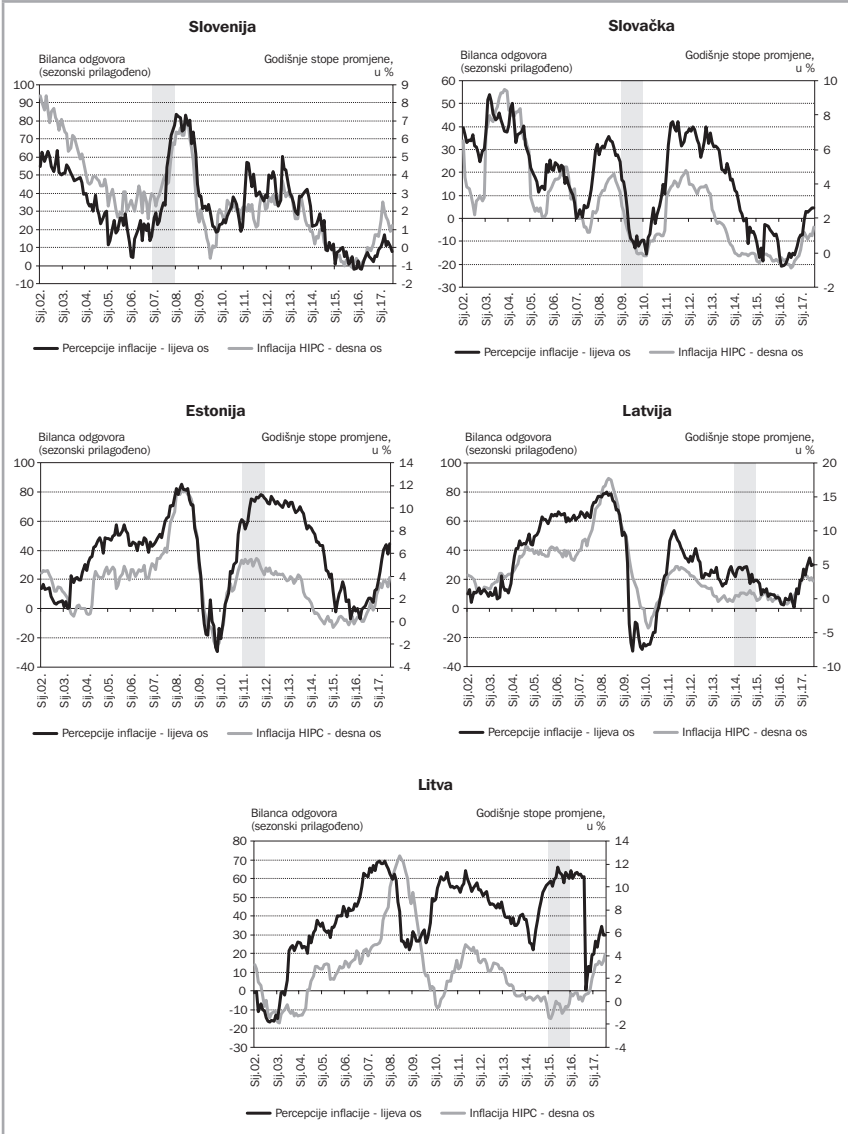 Slovenija
Bilanca odgovora
(sezonski prilagođeno)
Godišnje stope promjene,
u %
100
90
80
70
60
50
40
30
20
10
0
-10
9
8
7
6
5
4
3
2
1
0
-1
-2
Sij.02.
Sij.03.
Sij.04.
Sij.05.
Sij.06.
Sij.07.
Sij.08.
Sij.09.
Sij.10.
Sij.11.
Sij.12.
Sij.13.
Sij.14.
Sij.15.
Sij.16.
Sij.17.
Percepcije inflacije - lijeva os
Inflacija HIPC - desna os
Slovačka
Bilanca odgovora
(sezonski prilagođeno)
Godišnje stope promjene,
u %
60
50
40
30
20
10
0
-10
-20
-30
10
8
6
4
2
0
-2
Sij.02.
Sij.03.
Sij.04.
Sij.05.
Sij.06.
Sij.07.
Sij.08.
Sij.09.
Sij.10.
Sij.11.
Sij.12.
Sij.13.
Sij.14.
Sij.15.
Sij.16.
Sij.17.
Percepcije inflacije - lijeva os
Inflacija HIPC - desna os
Estonija
Bilanca odgovora
(sezonski prilagođeno)
Godišnje stope promjene,
u %
100
80
60
40
20
0
-20
-40
14
12
10
8
6
4
2
0
-2
-4
Sij.02.
Sij.03.
Sij.04.
Sij.05.
Sij.06.
Sij.07.
Sij.08.
Sij.09.
Sij.10.
Sij.11.
Sij.12.
Sij.13.
Sij.14.
Sij.15.
Sij.16.
Sij.17.
Percepcije inflacije - lijeva os
Inflacija HIPC - desna os
Latvija
Bilanca odgovora
(sezonski prilagođeno)
Godišnje stope promjene,
u %
100
80
60
40
20
0
-20
-40
20
15
10
5
0
-5
-10
Sij.02.
Sij.03.
Sij.04.
Sij.05.
Sij.06.
Sij.07.
Sij.08.
Sij.09.
Sij.10.
Sij.11.
Sij.12.
Sij.13.
Sij.14.
Sij.15.
Sij.16.
Sij.17.
Percepcije inflacije - lijeva os
Inflacija HIPC - desna os
Litva
Bilanca odgovora
(sezonski prilagođeno)
Godišnje stope promjene,
u %
80
70
60
50
40
30
20
10
0
-10
-20
-30
14
12
10
8
6
4
2
0
-2
-4
Sij.02.
Sij.03.
Sij.04.
Sij.05.
Sij.06.
Sij.07.
Sij.08.
Sij.09.
Sij.10.
Sij.11.
Sij.12.
Sij.13.
Sij.14.
Sij.15.
Sij.16.
Sij.17.
Percepcije inflacije - lijeva os
Inflacija HIPC - desna os